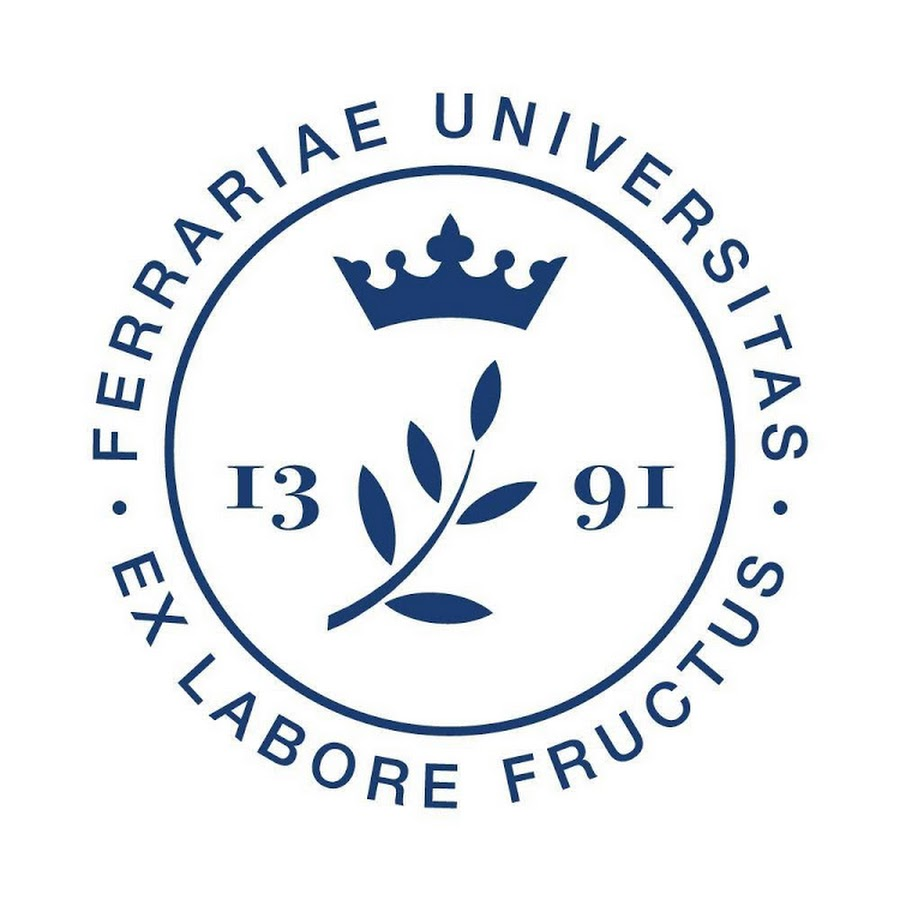 FERRARIAE UNIVERSITAS
13 91
· EX LABORE FRUCTUS ·